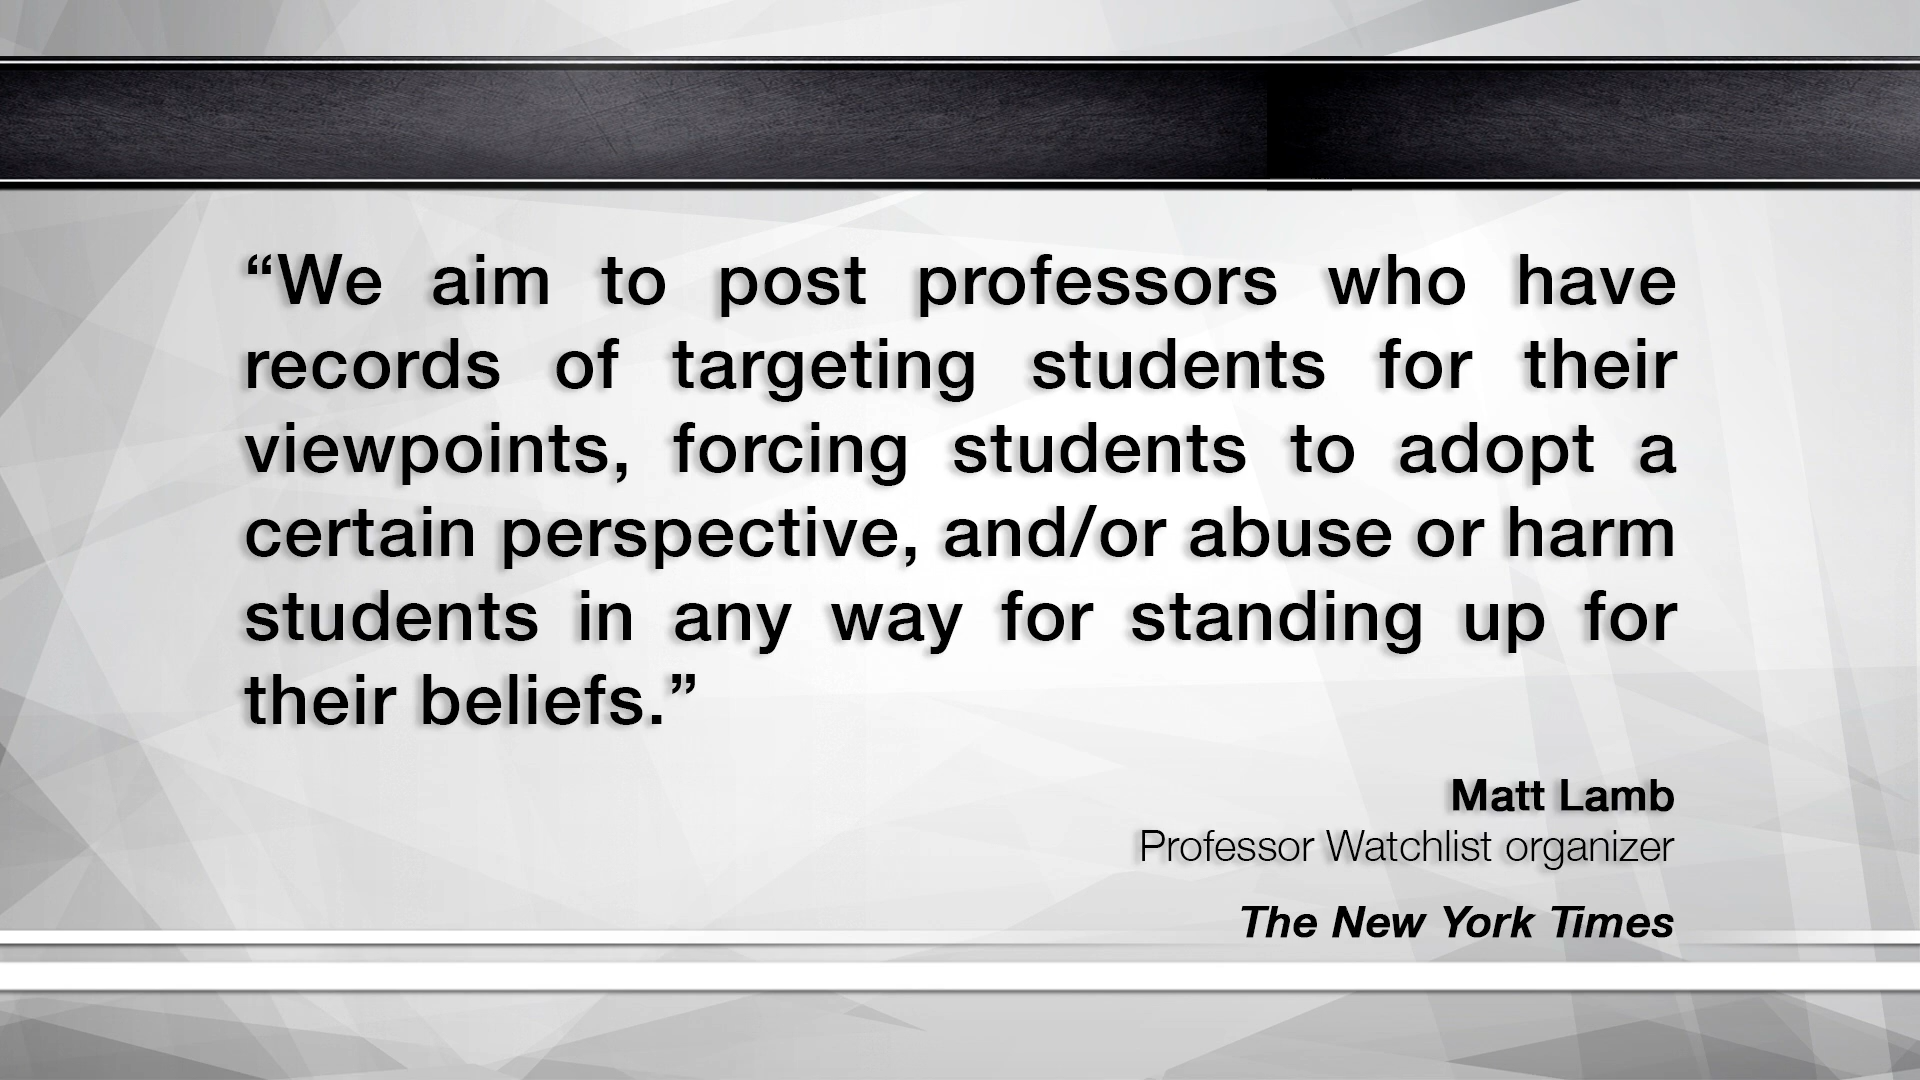 “We aim to post professors who have
records of targeting students for their
viewpoints, forcing students to adopt a
certain perspective, and/or abuse or harm
students in any way for standing up for
their beliefs.”
Matt Lamb
Professor Watchlist organizer
The New York Times